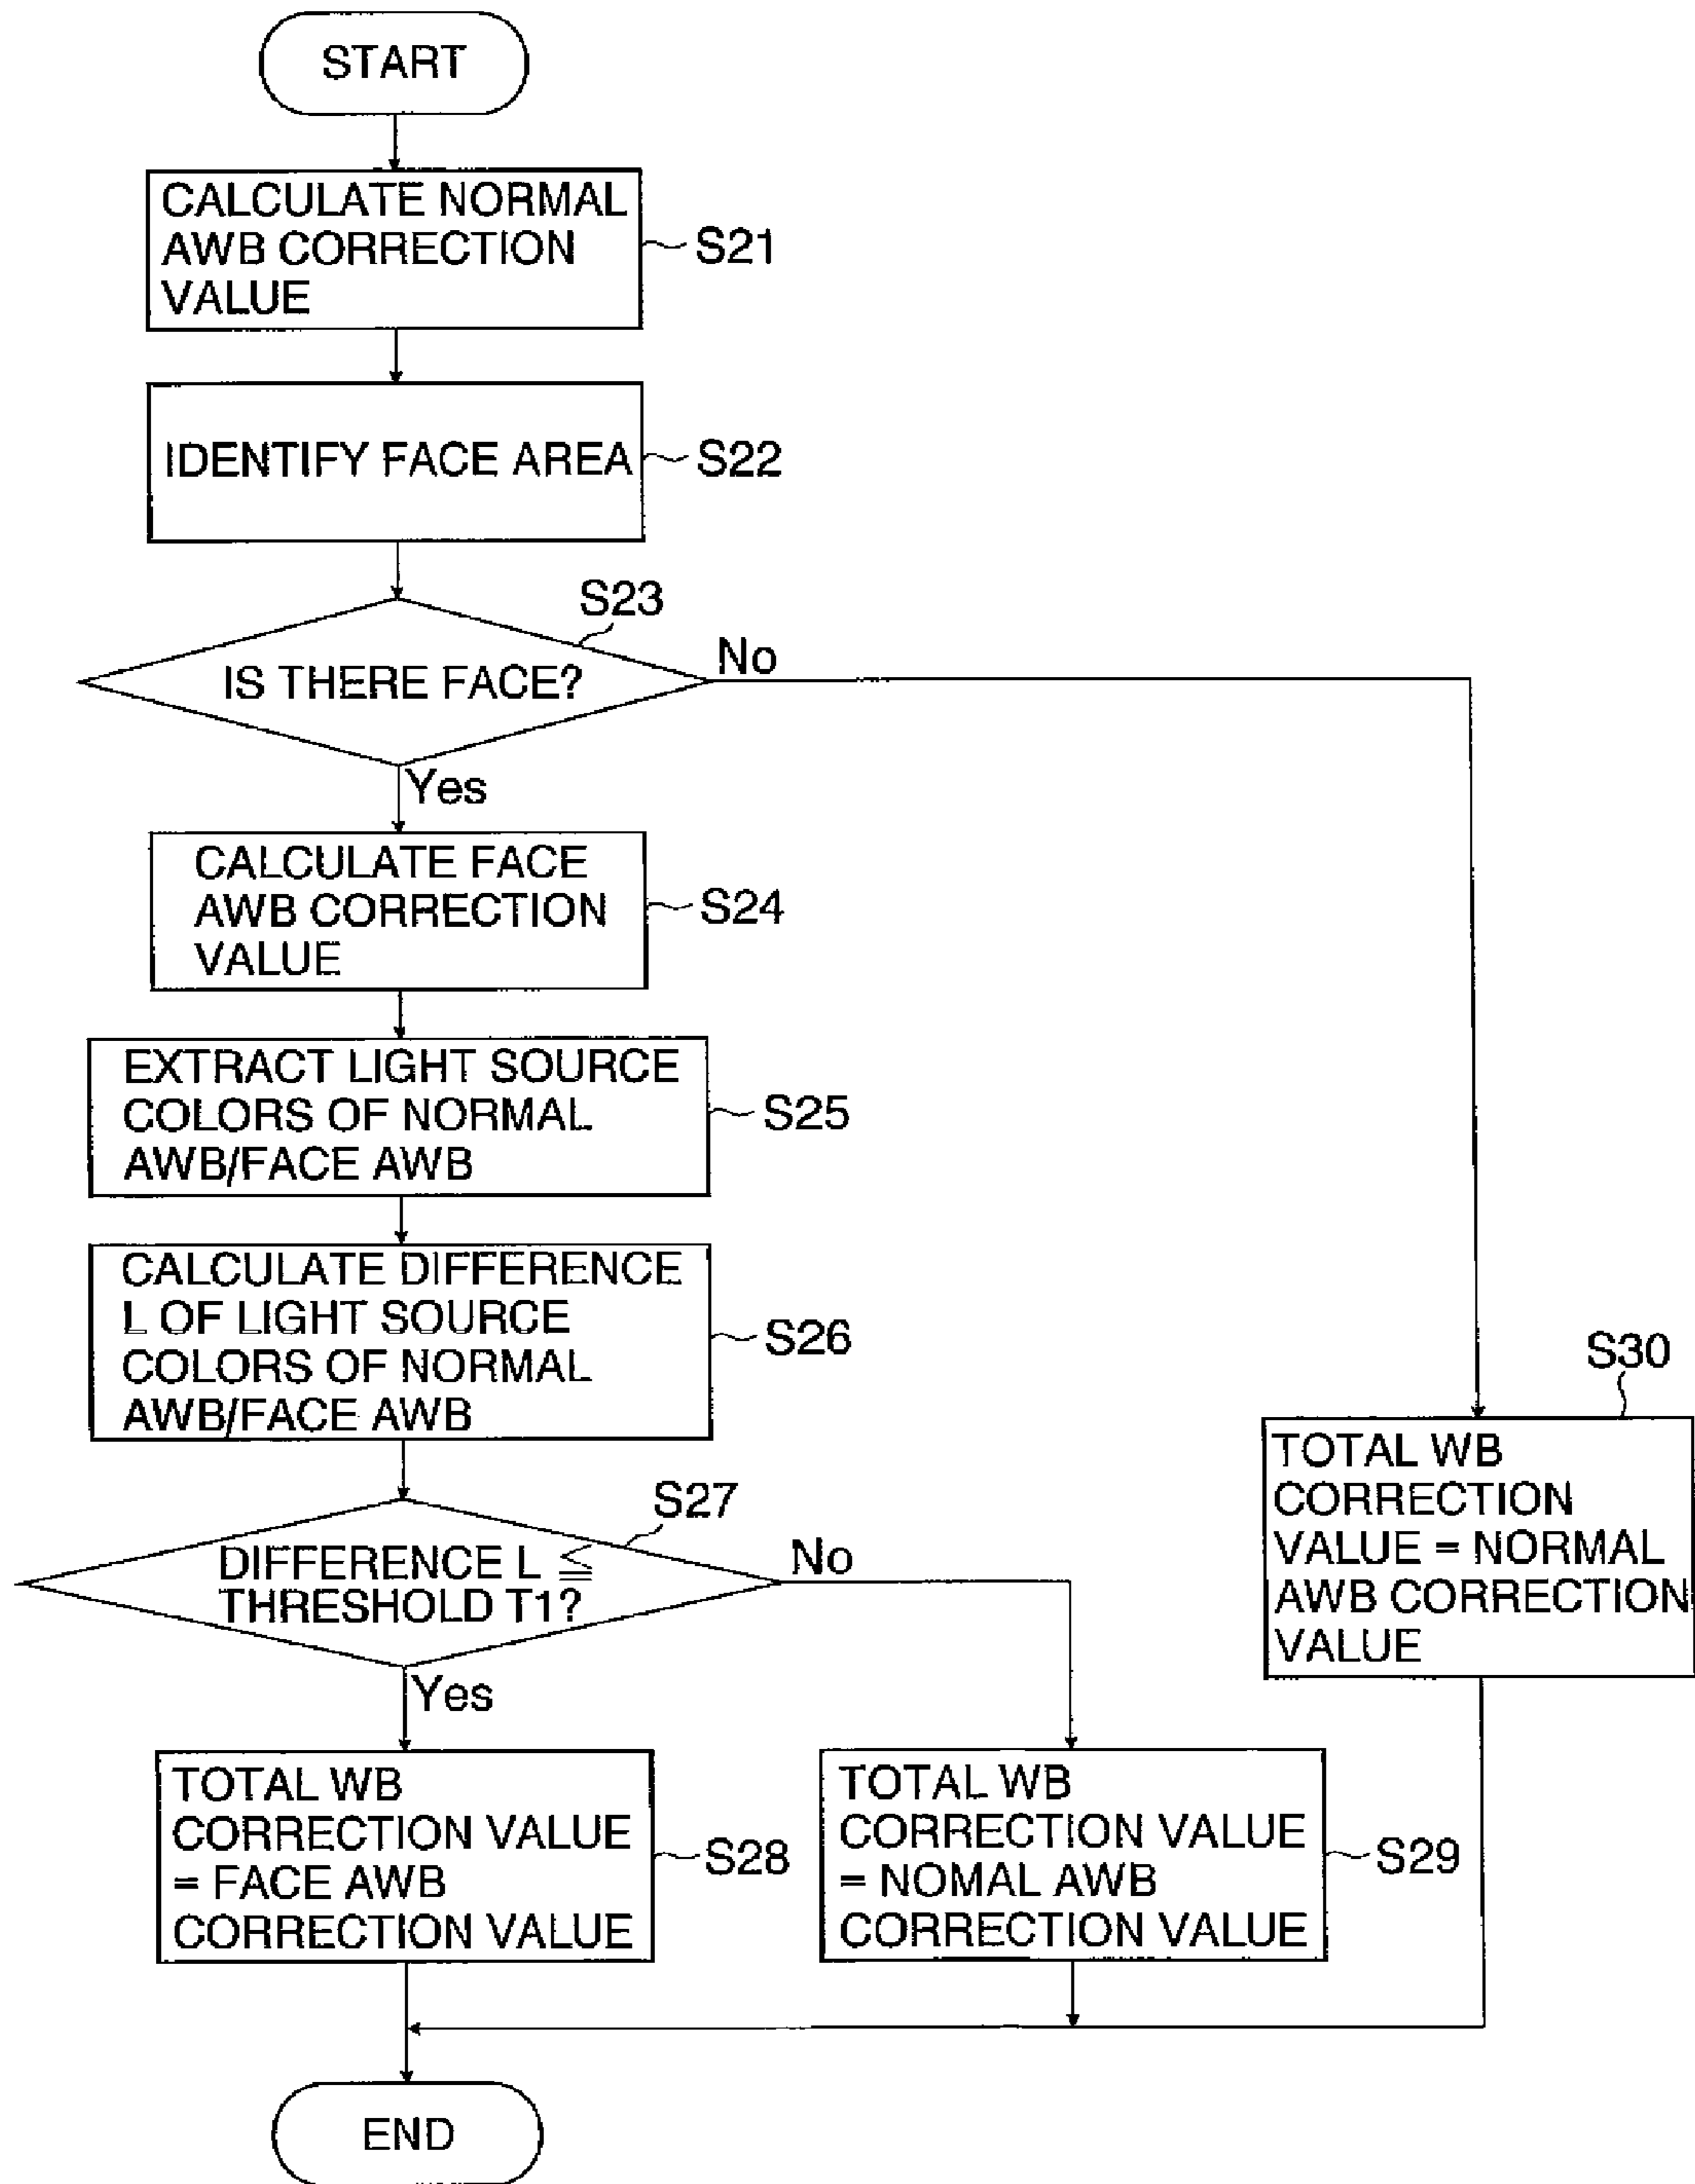 START
CALCULATE NORMAL
AWB CORRECTION
VALUE
S21
IDENTIFY FACE AREA
S22
S23
IS THERE FACE?
No
Yes
CALCULATE FACE
AWB CORRECTION
VALUE
S24
EXTRACT LIGHT SOURCE
COLORS OF NORMAL
AWB/FACE AWB
S25
CALCULATE DIFFERENCE
L OF LIGHT SOURCE
COLORS OF NORMAL
AWB/FACE AWB
S26
S27
DIFFERENCE L ≦
THRESHOLD T1?
No
Yes
S30
TOTAL WB
CORRECTION
VALUE = NORMAL
AWB CORRECTION
VALUE
TOTAL WB
CORRECTION VALUE
= FACE AWB
CORRECTION VALUE
S28
TOTAL WB
CORRECTION VALUE
= NOMAL AWB
CORRECTION VALUE
S29
END